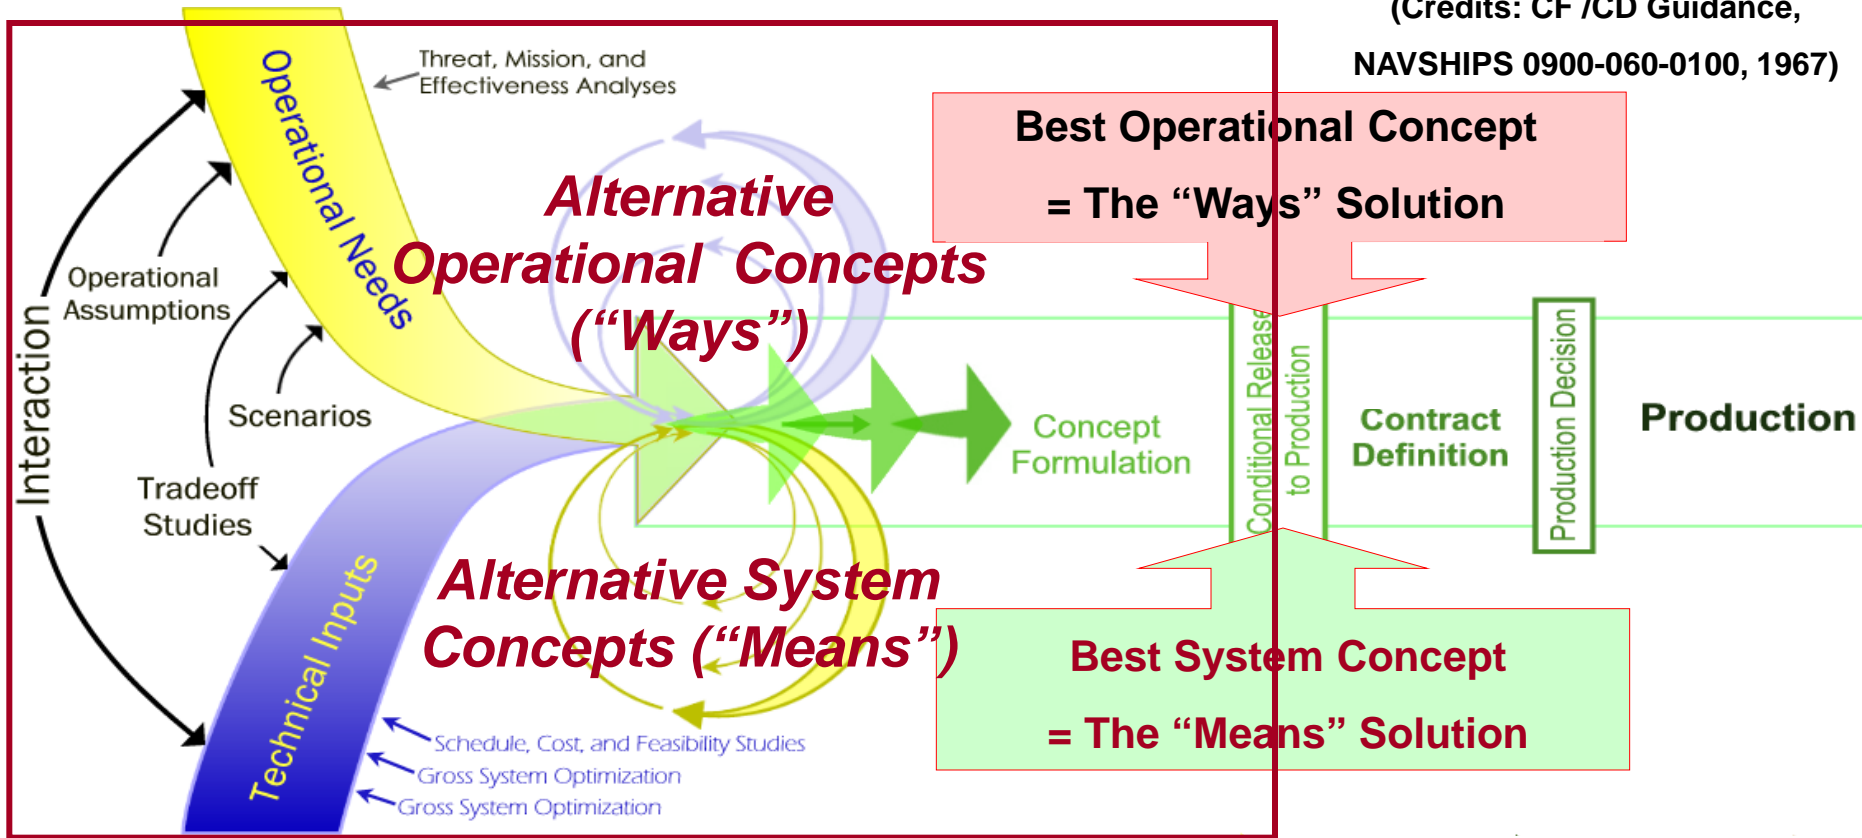 (Credits: CF /CD Guidance,
NAVSHIPS 0900-060-0100, 1967)
Threat, Mission, and
Effectiveness Analyses
Operational Needs
Best Operational Concept
= The “Ways” Solution
Alternative
Operational Concepts
(“Ways”)
Operational
Assumptions
Interaction
Scenarios
Tradeoff
Studies
Concept
Formulation
Conditional Release
to Production
Contract
Definition
Production Decision
Production
Technical Inputs
Alternative System
Concepts (“Means”)
Best System Concept
= The “Means” Solution
Schedule, Cost, and Feasibility Studies
Gross System Optimization
Gross System Optimization